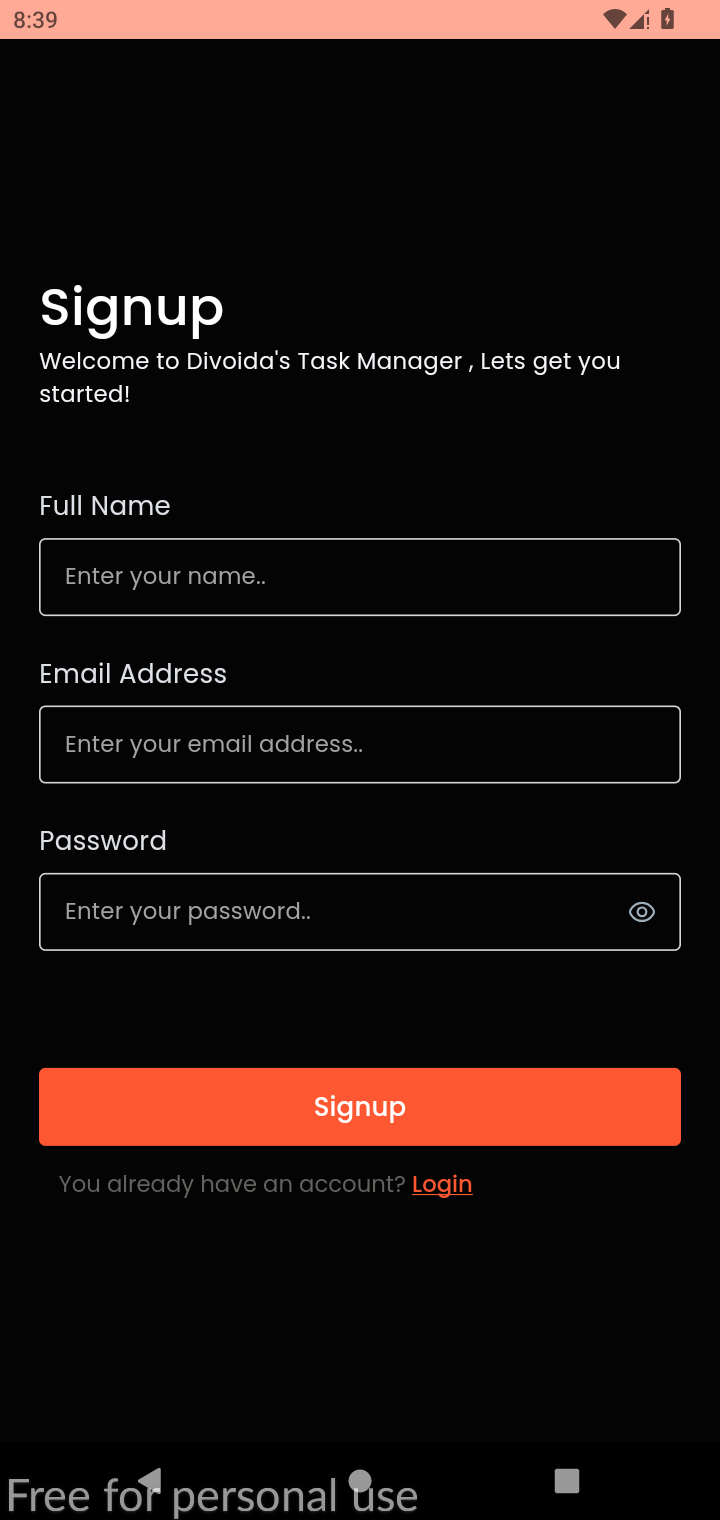 8:39
Signup
Welcome to Divoida's Task Manager , Lets get you
started!
Full Name
Enter your name..
Email Address
Enter your email address..
Password
Enter your password..
Signup
You already have an account? Login
Free for personal use